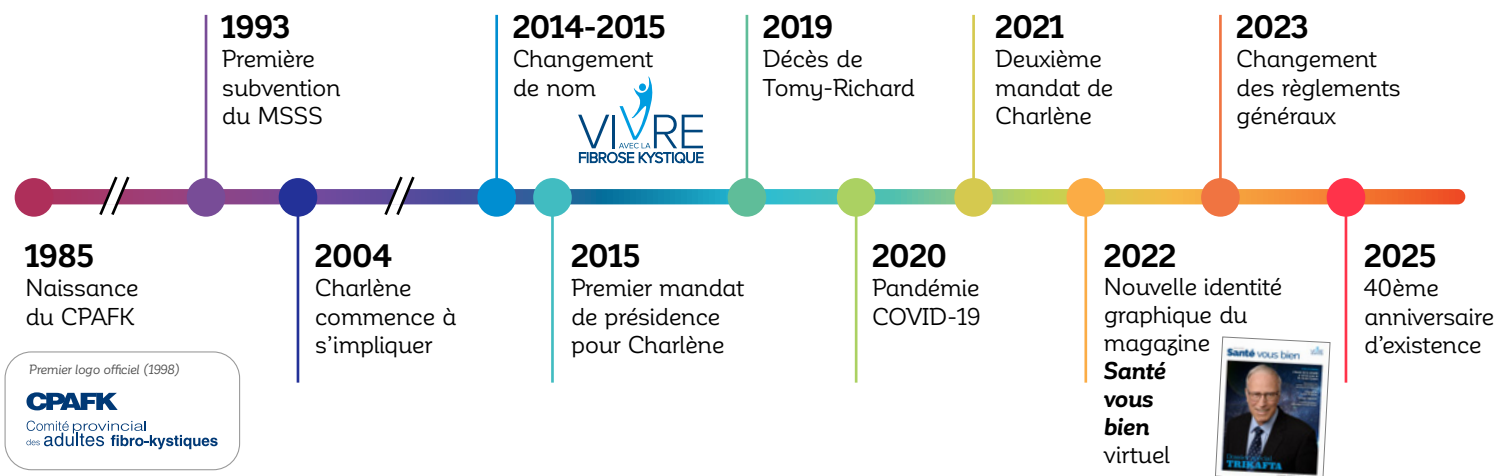 1993
Première
subvention
du MSSS
2014-2015
Changement
de nom
VIVRE
AVEC LA
FIBROSE KYSTIQUE
2019
Décès de
Tomy-Richard
2021
Deuxième
mandat de
Charlène
2023
Changement
des règlements
généraux
1985
Naissance
du CPAFK
Premier logo officiel (1998)
CPAFK
Comité provincial
des adultes fibro-kystiques
2004
Charlène
commence à
s’impliquer
2015
Premier mandat
de présidence
pour Charlène
2020
Pandémie
COVID-19
2022
Nouvelle identité
graphique du
magazine
Santé
vous
bien
virtuel
Santé vous bien
TRIKAFTA
2025
40ème
anniversaire
d’existence